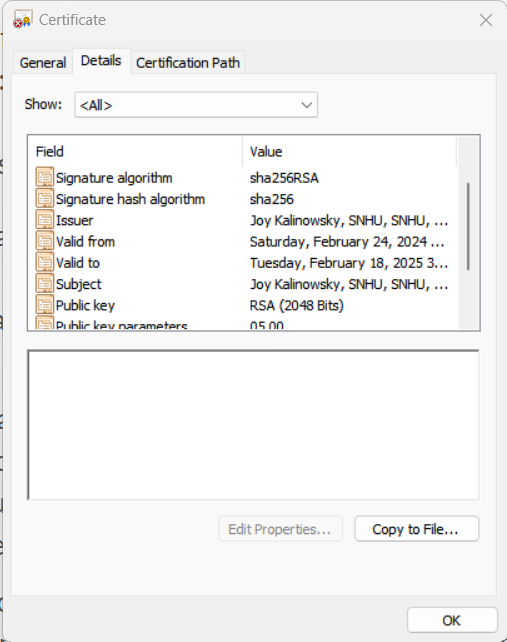 Certificate
General Details Certification Path
Show: <All>
Field Value
Signature algorithm sha256RSA
Signature hash algorithm sha256
Issuer Joy Kalinowsky, SNHU, SNHU, ...
Valid from Saturday, February 24, 2024 ...
Valid to Tuesday, February 18, 2025 3...
Subject Joy Kalinowsky, SNHU, SNHU, ...
Public key RSA (2048 Bits)
Public key parameters 05 00
Edit Properties... Copy to File...
OK